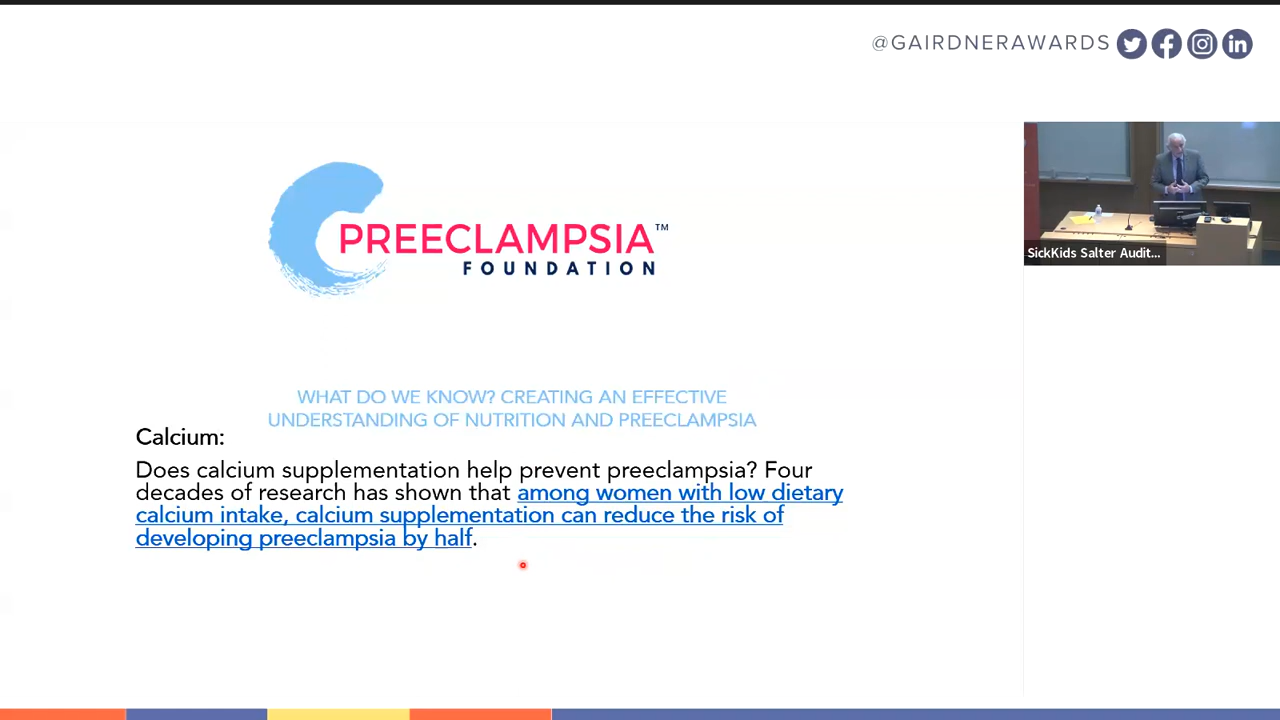 @GAIRDNERAWARDS
PREECLAMPSIA™
FOUNDATION
SickKids Salter Audit...
WHAT DO WE KNOW? CREATING AN EFFECTIVE
UNDERSTANDING OF NUTRITION AND PREECLAMPSIA
Calcium:
Does calcium supplementation help prevent preeclampsia? Four
decades of research has shown that among women with low dietary
calcium intake, calcium supplementation can reduce the risk of
developing preeclampsia by half.